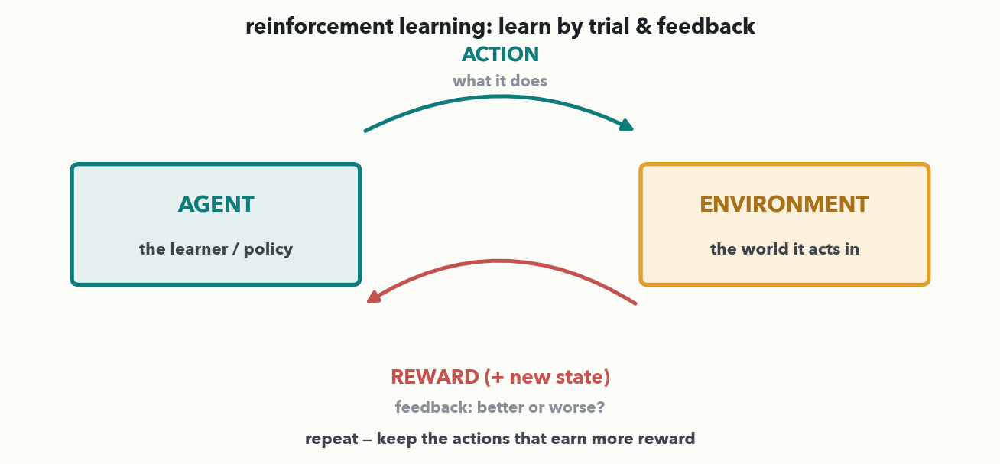 reinforcement learning: learn by trial & feedback
ACTION
what it does
AGENT
the learner / policy
ENVIRONMENT
the world it acts in
REWARD (+ new state)
feedback: better or worse?
repeat – keep the actions that earn more reward